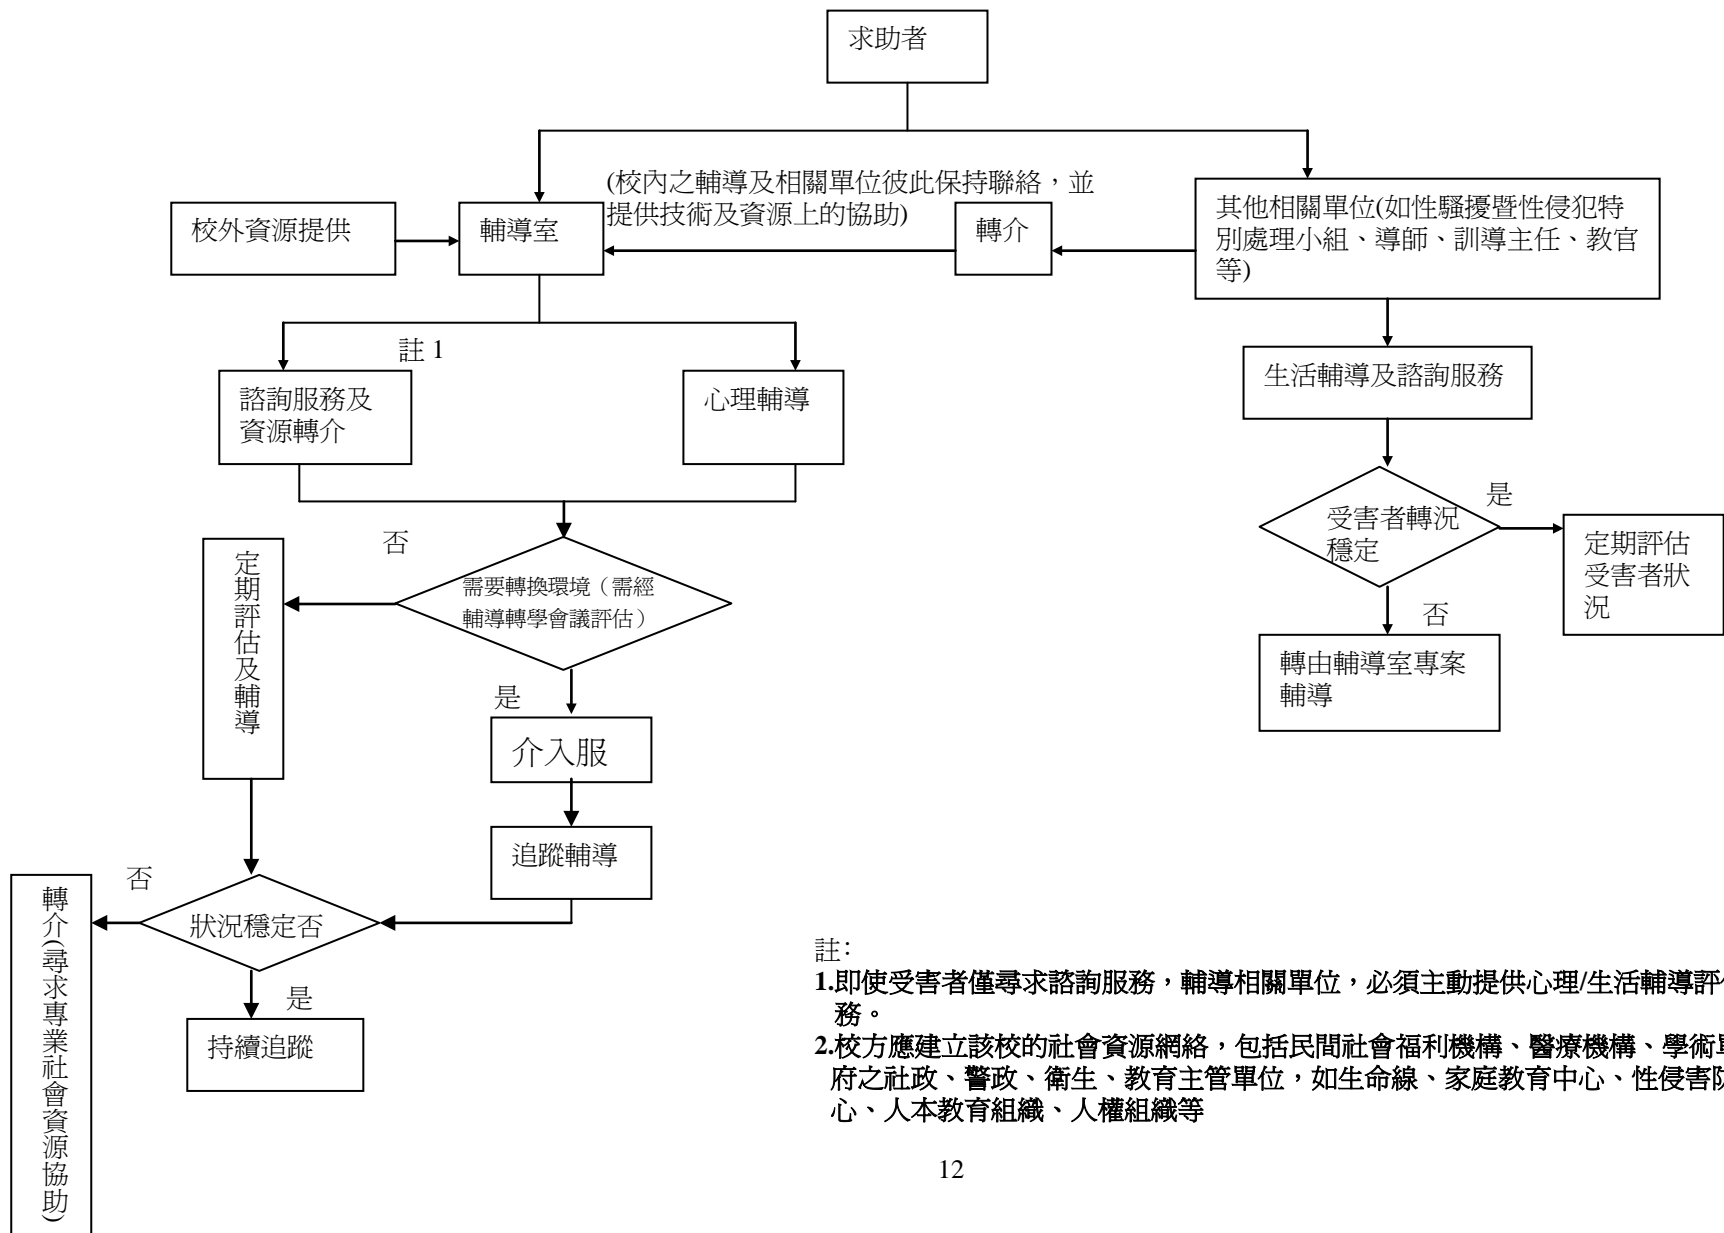 求助者
(校內之輔導及相關單位彼此保持聯絡，並
提供技術及資源上的協助)
校外資源提供
輔導室
轉介
其他相關單位(如性騷擾暨性侵犯特
別處理小組、導師、訓導主任、教官
等)
註 1
諮詢服務及
資源轉介
心理輔導
生活輔導及諮詢服務
受害者轉況
穩定
是
定期評估
受害者狀
況
否
轉由輔導室專案
輔導
否
需要轉換環境（需經
輔導轉學會議評估）
定期評估及輔導
是
介入服
追蹤輔導
否
狀況穩定否
轉介(尋求專業社會資源協助)
是
持續追蹤
註:
1.即使受害者僅尋求諮詢服務，輔導相關單位，必須主動提供心理/生活輔導評
務。
2.校方應建立該校的社會資源網絡，包括民間社會福利機構、醫療機構、學術
府之社政、警政、衛生、教育主管單位，如生命線、家庭教育中心、性侵害防
心、人本教育組織、人權組織等
12